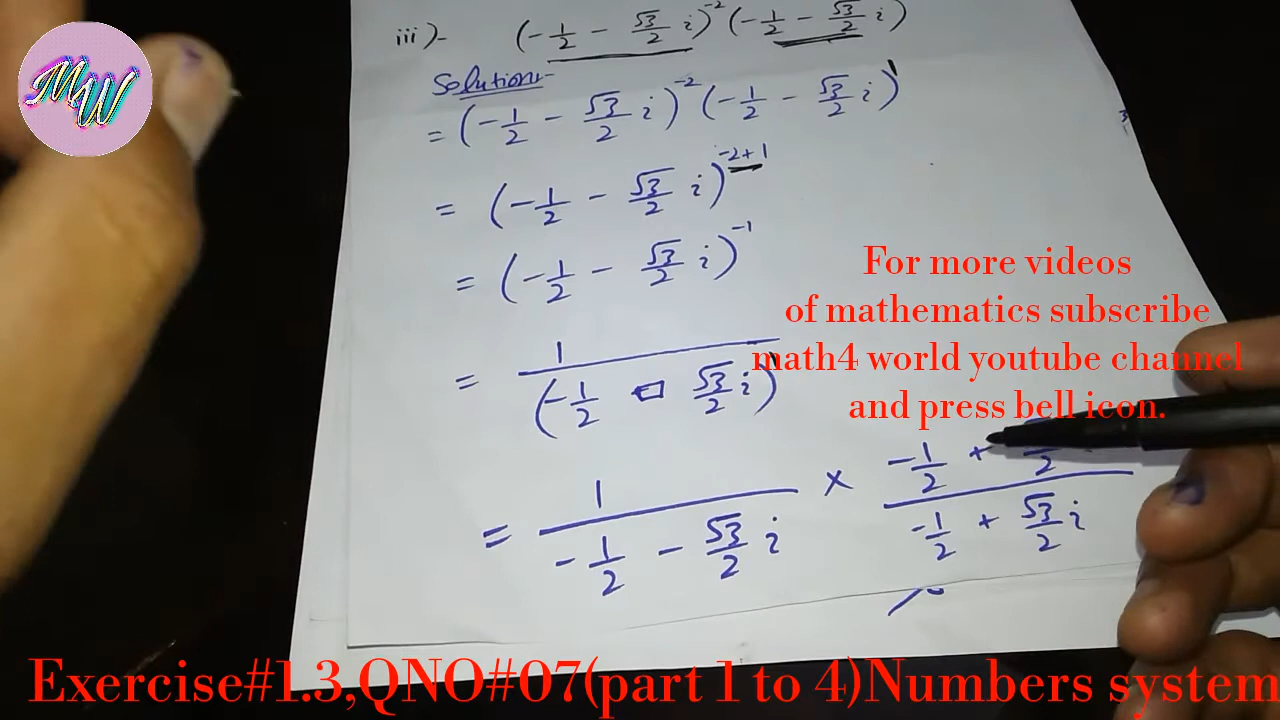 MW
iii)- (-1/2 - √3/2 i)^-2 (-1/2 - √3/2 i)
Solution:-
= (-1/2 - √3/2 i)^-2 (-1/2 - √3/2 i)^1
= (-1/2 - √3/2 i)^-2+1
= (-1/2 - √3/2 i)^-1
For more videos
of mathematics subscribe
math4 world youtube channel
and press bell icon.
= 1/(-1/2 - √3/2 i)
= 1/(-1/2 - √3/2 i) × (-1/2 + /2)/(-1/2 + √3/2 i)
Exercise#1.3,QNO#07(part 1 to 4)Numbers system